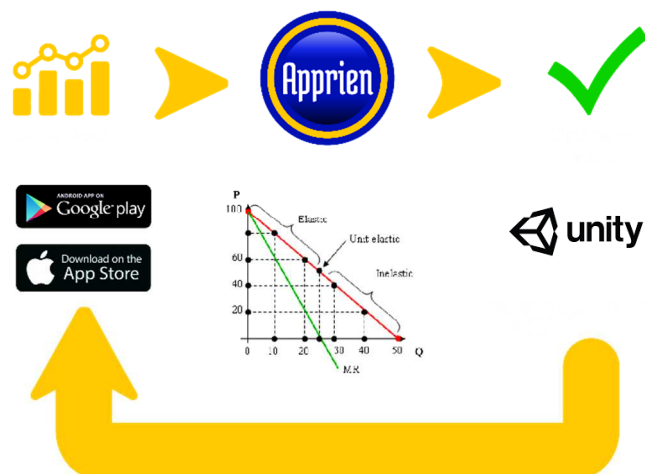 Apprien
ANDROID APP ON
Google play
Download on the
App Store
P
100
Elastic
Unit elastic
60
Inelastic
40
20
0 10 20 30 40 50 Q
MR
unity